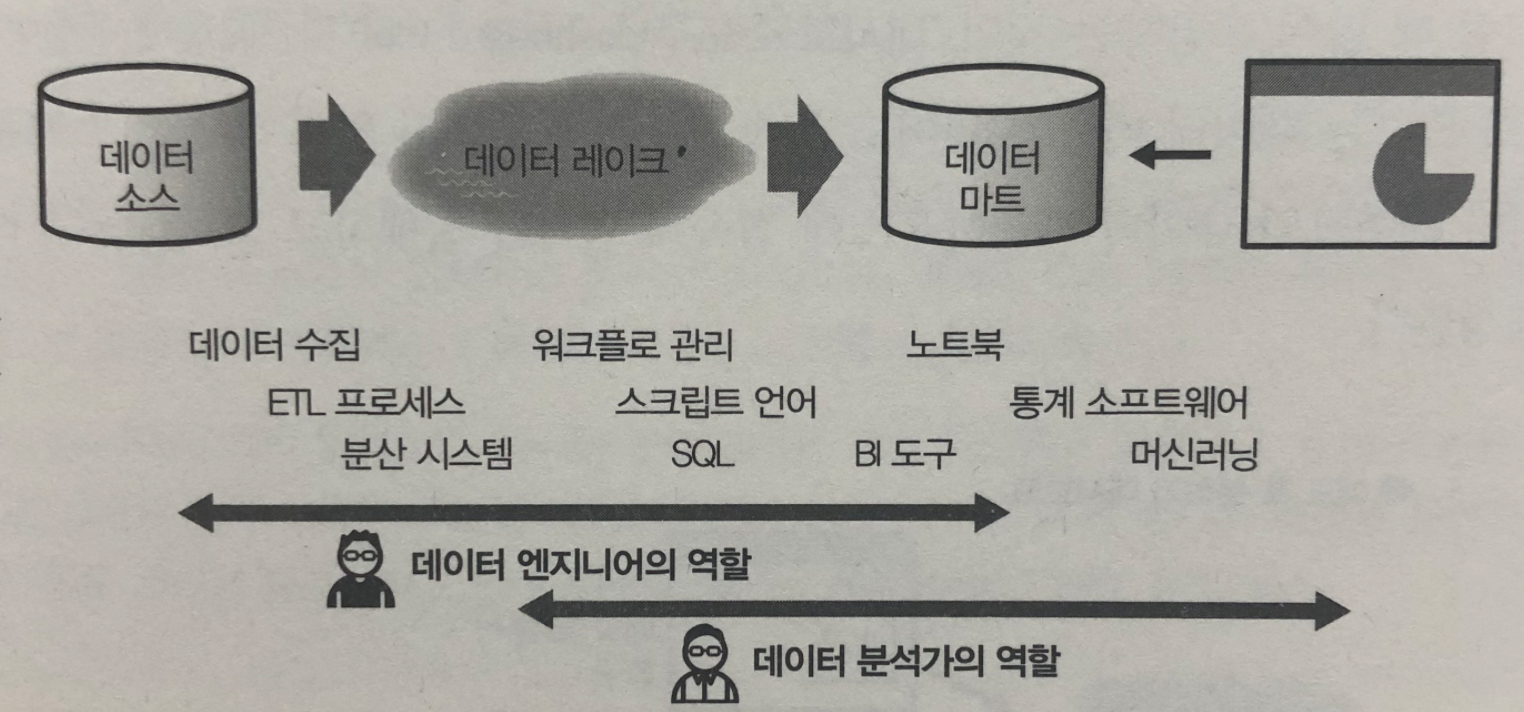 데이터
소스
데이터 레이크
데이터
마트
데이터 수집
워크플로 관리
노트북
ETL 프로세스
스크립트 언어
통계 소프트웨어
분산 시스템
SQL
BI 도구
머신러닝
데이터 엔지니어의 역할
데이터 분석가의 역할